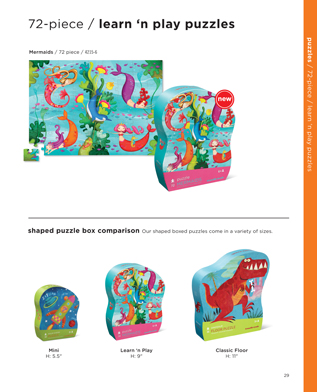 72-piece / learn 'n play puzzles
Mermaids / 72 piece / 4235-6
new
puzzles / 72-piece / learn 'n play puzzles
shaped puzzle box comparison Our shaped boxed puzzles come in a variety of sizes.
Mini
H: 5.5"
Learn 'n Play
H: 9"
Classic Floor
H: 11"
29